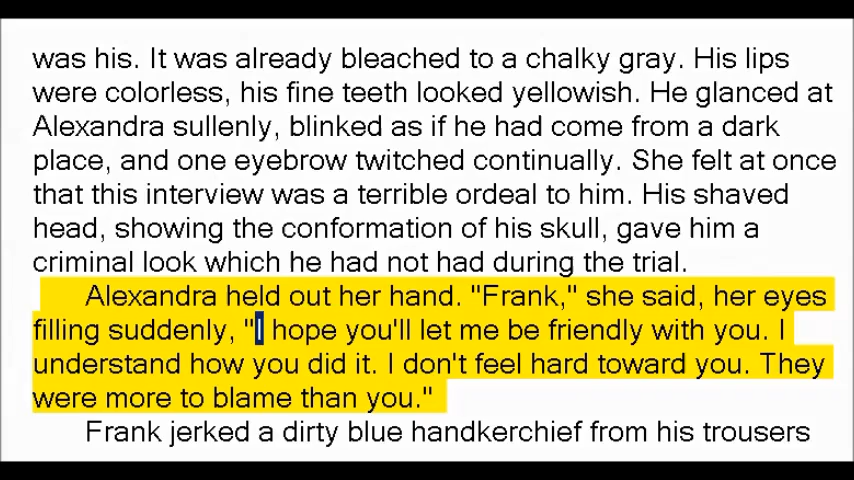 was his. It was already bleached to a chalky gray. His lips
were colorless, his fine teeth looked yellowish. He glanced at
Alexandra sullenly, blinked as if he had come from a dark
place, and one eyebrow twitched continually. She felt at once
that this interview was a terrible ordeal to him. His shaved
head, showing the conformation of his skull, gave him a
criminal look which he had not had during the trial.
Alexandra held out her hand. "Frank," she said, her eyes
filling suddenly, "I hope you'll let me be friendly with you. I
understand how you did it. I don't feel hard toward you. They
were more to blame than you."
Frank jerked a dirty blue handkerchief from his trousers